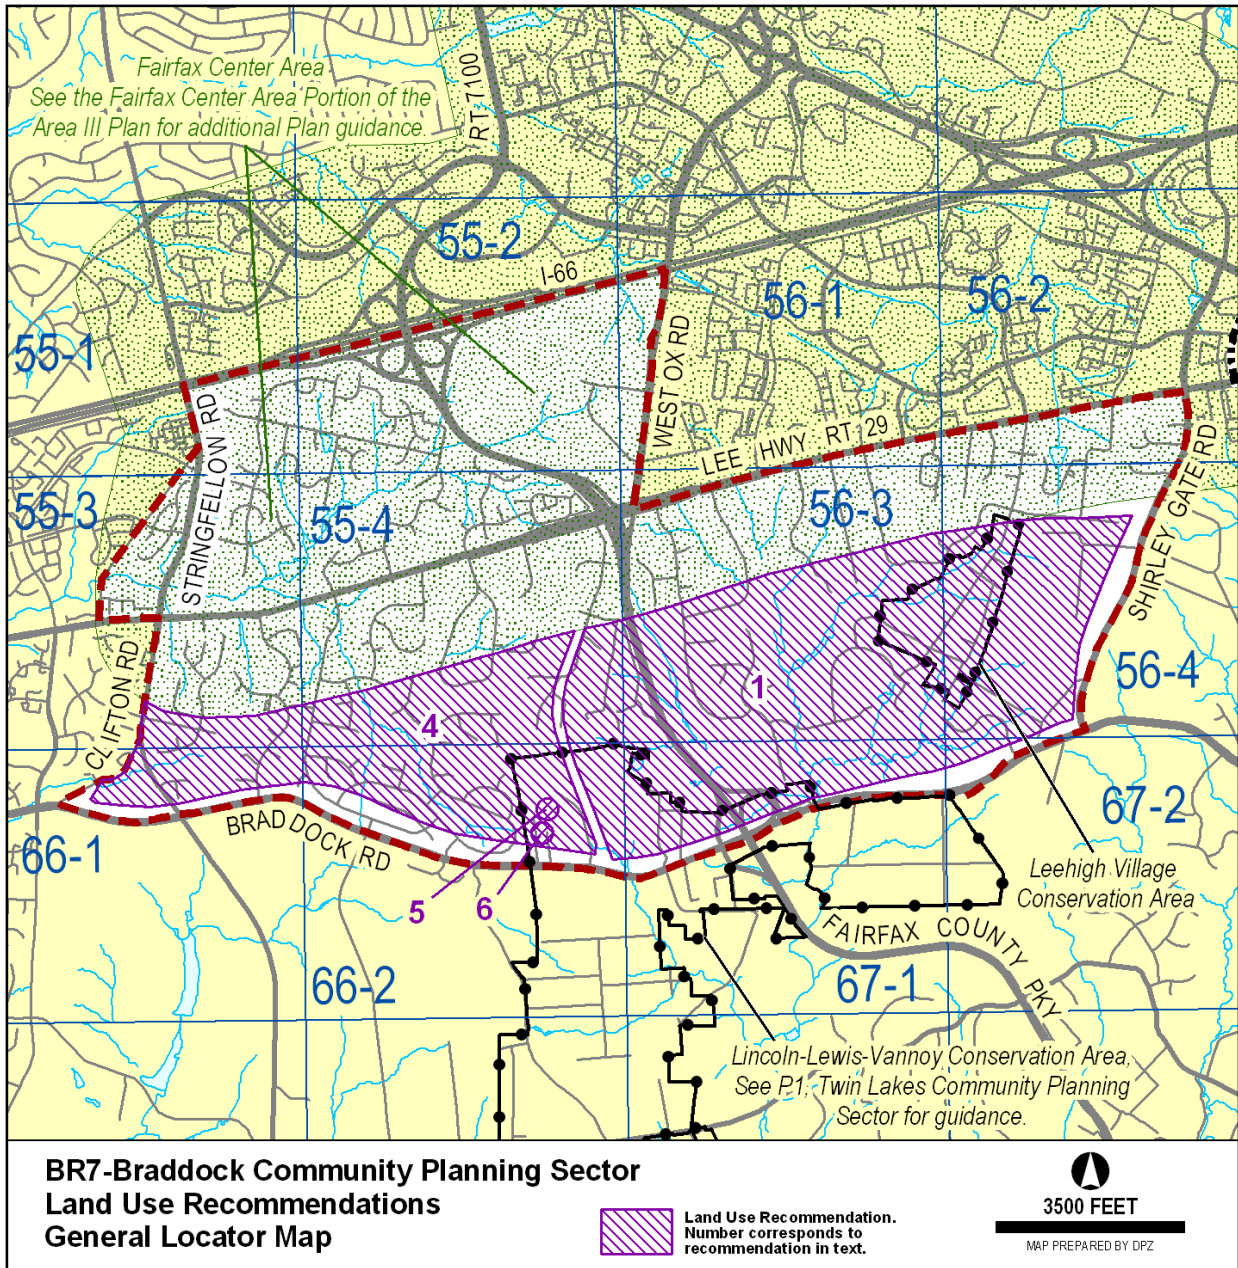 Fairfax Center Area
See the Fairfax Center Area Portion of the
Area III Plan for additional Plan guidance.
RT 7100
55-2
I-66
56-1
56-2
55-1
WEST OX RD
STRINGFELLON RD
LEE HWY RT 29
SHIRLEY GATE RD
55-3
55-4
56-3
CLIFTON RD
56-4
1
4
BRADDOCK RD
66-1
67-2
5
6
Leehigh Village
Conservation Area
FAIRFAX COUNTY PKY
66-2
67-1
Lincoln-Lewis-Vannoy Conservation Area,
See P1, Twin Lakes Community Planning
Sector for guidance.
BR7-Braddock Community Planning Sector
Land Use Recommendations
General Locator Map
Land Use Recommendation.
Number corresponds to
recommendation in text.
3500 FEET
MAP PREPARED BY DPZ